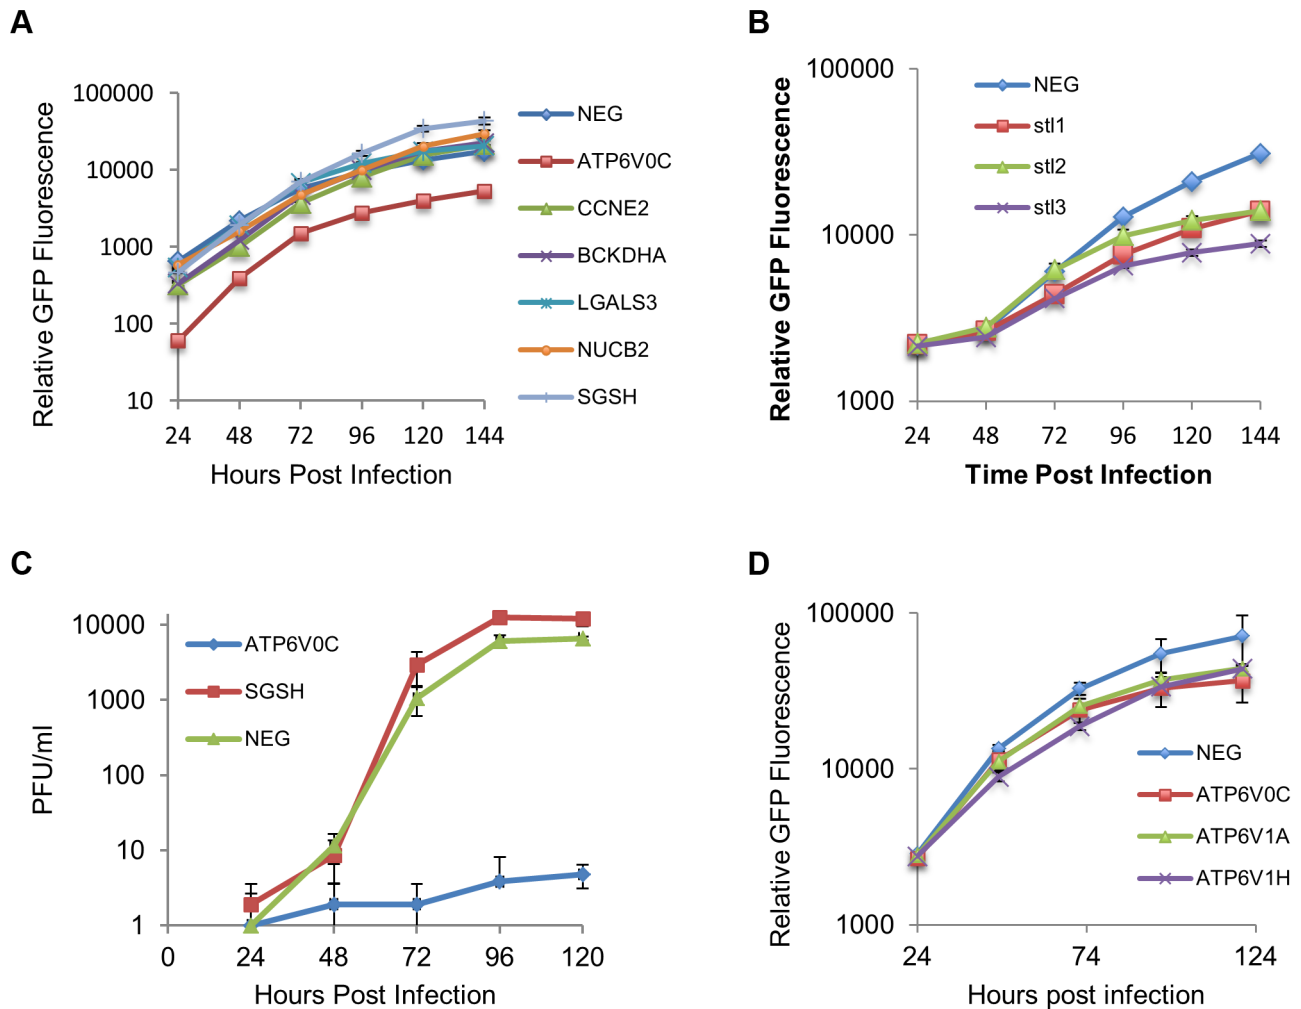 A
Relative GFP Fluorescence
100000
10000
1000
100
10
24 48 72 96 120 144
Hours Post Infection
NEG
ATP6V0C
CCNE2
BCKDHA
LGALS3
NUCB2
SGSH
B
Relative GFP Fluorescence
100000
10000
1000
24 48 72 96 120 144
Time Post Infection
NEG
stl1
stl2
stl3
C
PFU/ml
10000
1000
100
10
1
0 24 48 72 96 120
Hours Post Infection
ATP6V0C
SGSH
NEG
D
Relative GFP Fluorescence
100000
10000
1000
24 74 124
Hours post infection
NEG
ATP6V0C
ATP6V1A
ATP6V1H